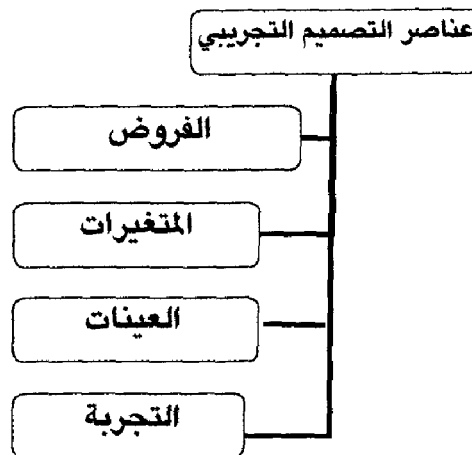 عناصر التصميم التجريبي
الفروض
المتغيرات
العينات
التجربة